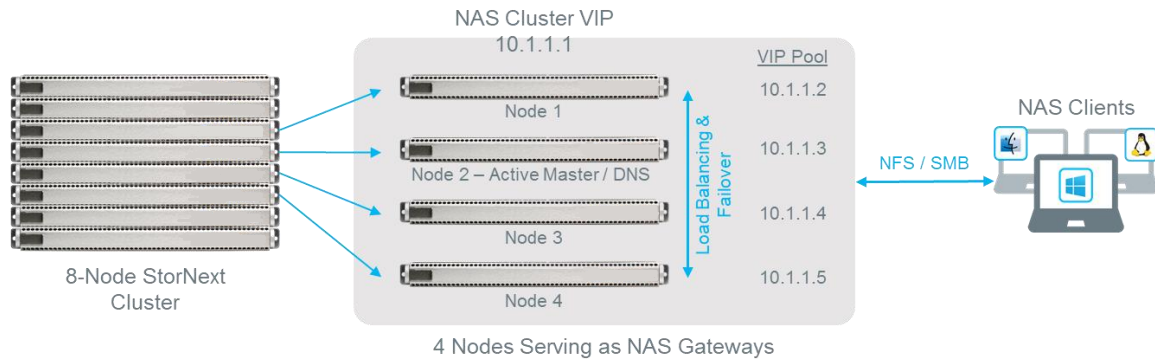 NAS Cluster VIP
10.1.1.1
VIP Pool
10.1.1.2
Node 1
10.1.1.3
Node 2 – Active Master / DNS
10.1.1.4
Node 3
10.1.1.5
Node 4
Load Balancing &
Failover
8-Node StorNext
Cluster
NFS / SMB
NAS Clients
4 Nodes Serving as NAS Gateways